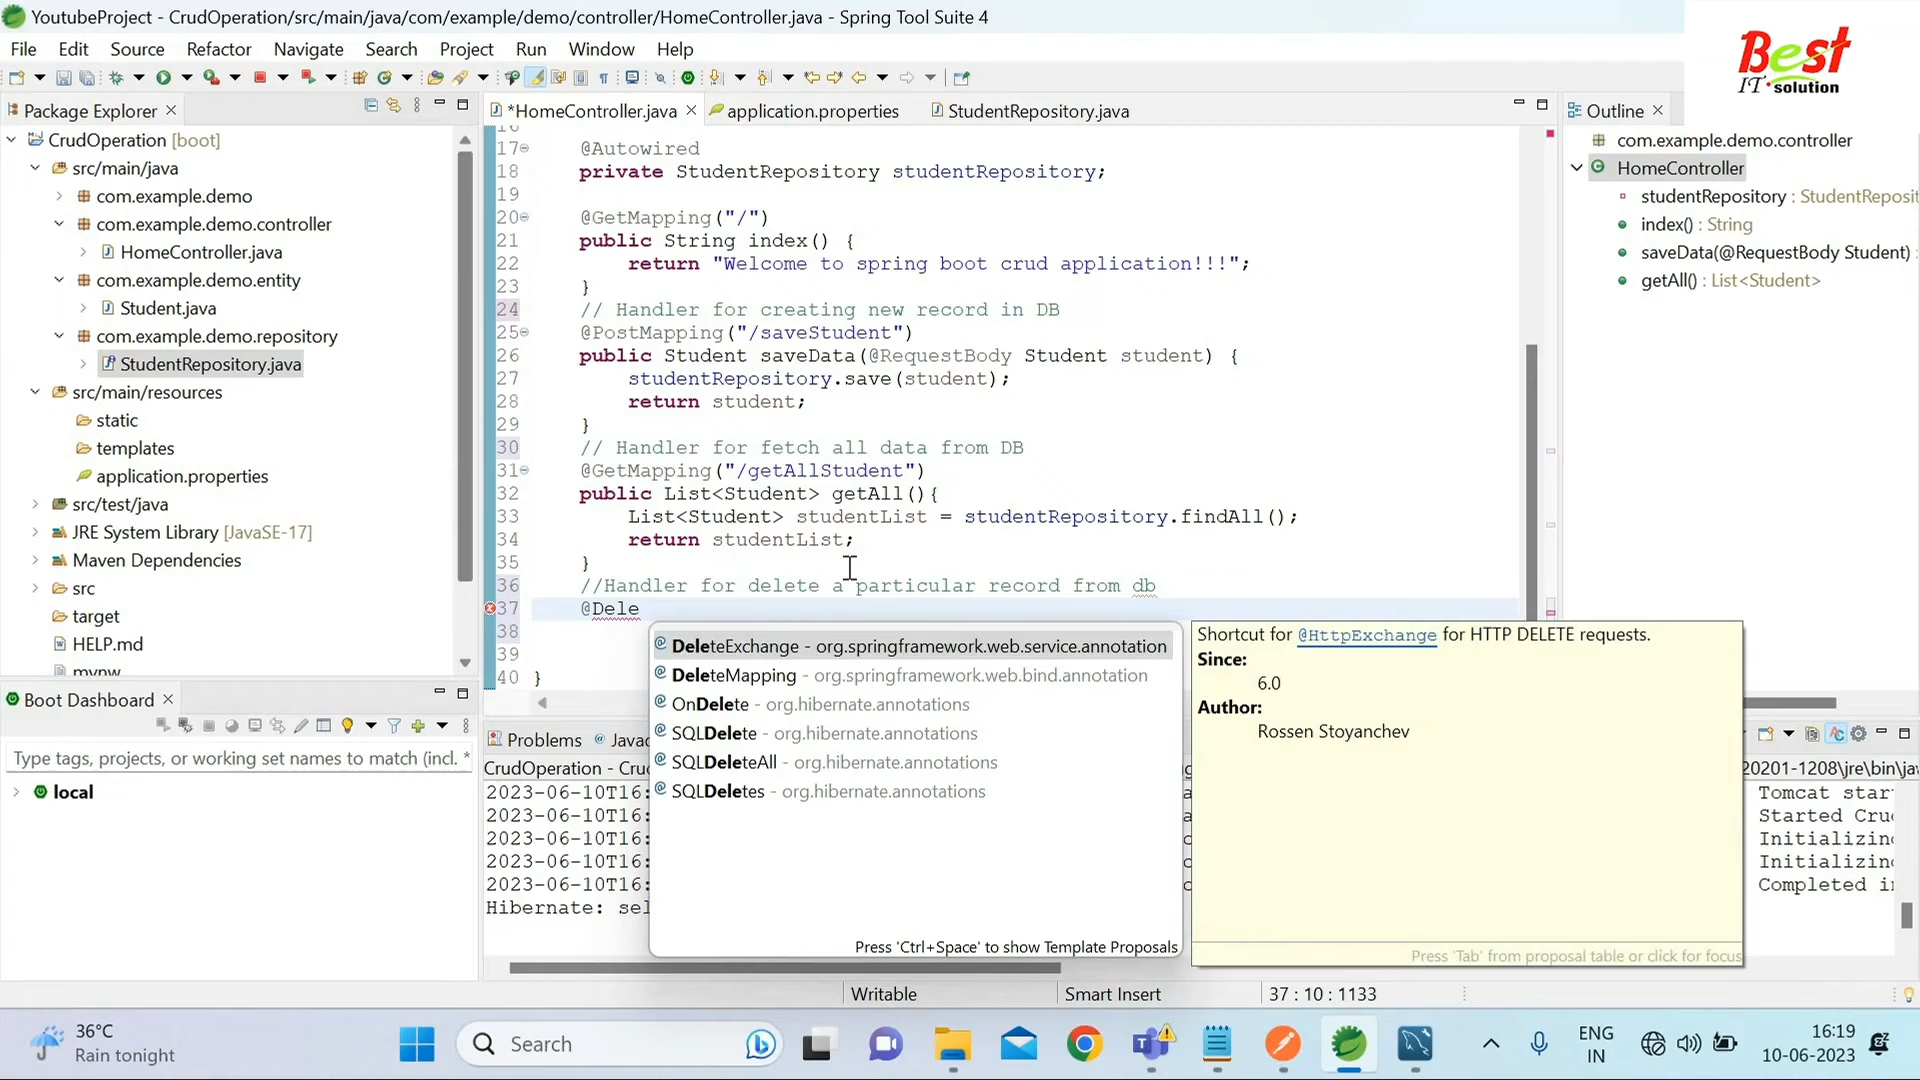 YoutubeProject - CrudOperation/src/main/java/com/example/demo/controller/HomeController.java - Spring Tool Suite 4
File Edit Source Refactor Navigate Search Project Run Window Help
Best
IT solution
Package Explorer
CrudOperation [boot]
src/main/java
com.example.demo
com.example.demo.controller
HomeController.java
com.example.demo.entity
Student.java
com.example.demo.repository
StudentRepository.java
src/main/resources
static
templates
application.properties
src/test/java
JRE System Library [JavaSE-17]
Maven Dependencies
src
target
HELP.md
mvnw
*HomeController.java application.properties StudentRepository.java
16
17 @Autowired
18 private StudentRepository studentRepository;
19
20 @GetMapping("/")
21 public String index() {
22 return "Welcome to spring boot crud application!!!";
23 }
24 // Handler for creating new record in DB
25 @PostMapping("/saveStudent")
26 public Student saveData(@RequestBody Student student) {
27 studentRepository.save(student);
28 return student;
29 }
30 // Handler for fetch all data from DB
31 @GetMapping("/getAllStudent")
32 public List<Student> getAll(){
33 List<Student> studentList = studentRepository.findAll();
34 return studentList;
35 }
36 //Handler for delete a particular record from db
37 @Dele
38
39
40 }
DeleteExchange - org.springframework.web.service.annotation
DeleteMapping - org.springframework.web.bind.annotation
OnDelete - org.hibernate.annotations
SQLDelete - org.hibernate.annotations
SQLDeleteAll - org.hibernate.annotations
SQLDeletes - org.hibernate.annotations
Press 'Ctrl+Space' to show Template Proposals
Shortcut for @HttpExchange for HTTP DELETE requests.
Since:
6.0
Author:
Rossen Stoyanchev
Press 'Tab' from proposal table or click for focus
Outline
com.example.demo.controller
HomeController
studentRepository : StudentReposit
index() : String
saveData(@RequestBody Student) :
getAll() : List<Student>
Boot Dashboard
Type tags, projects, or working set names to match (incl. *
local
Problems @ Java
CrudOperation - Cru
20201-1208\jre\bin\jav
2023-06-10T16: Tomcat star
2023-06-10T16: Started Cru
2023-06-10T16: Initializin
2023-06-10T16: Initializin
2023-06-10T16: Completed in
Hibernate: sel
Writable Smart Insert 37 : 10 : 1133
36°C
Rain tonight
Search
ENG
IN
16:19
10-06-2023